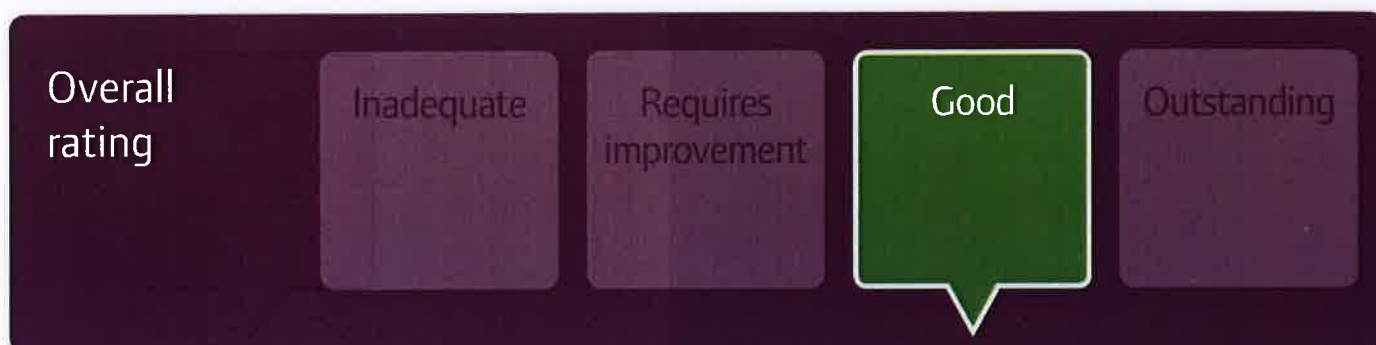 Overall
rating
Inadequate
Requires
improvement
Good
Outstanding